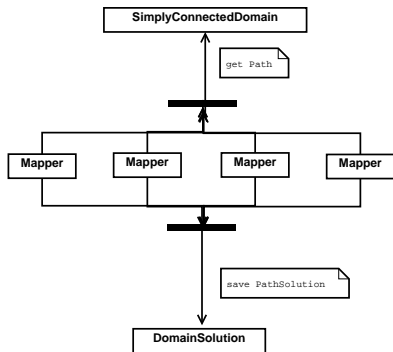 SimplyConnectedDomain
get Path
Mapper
Mapper
Mapper
Mapper
save PathSolution
DomainSolution